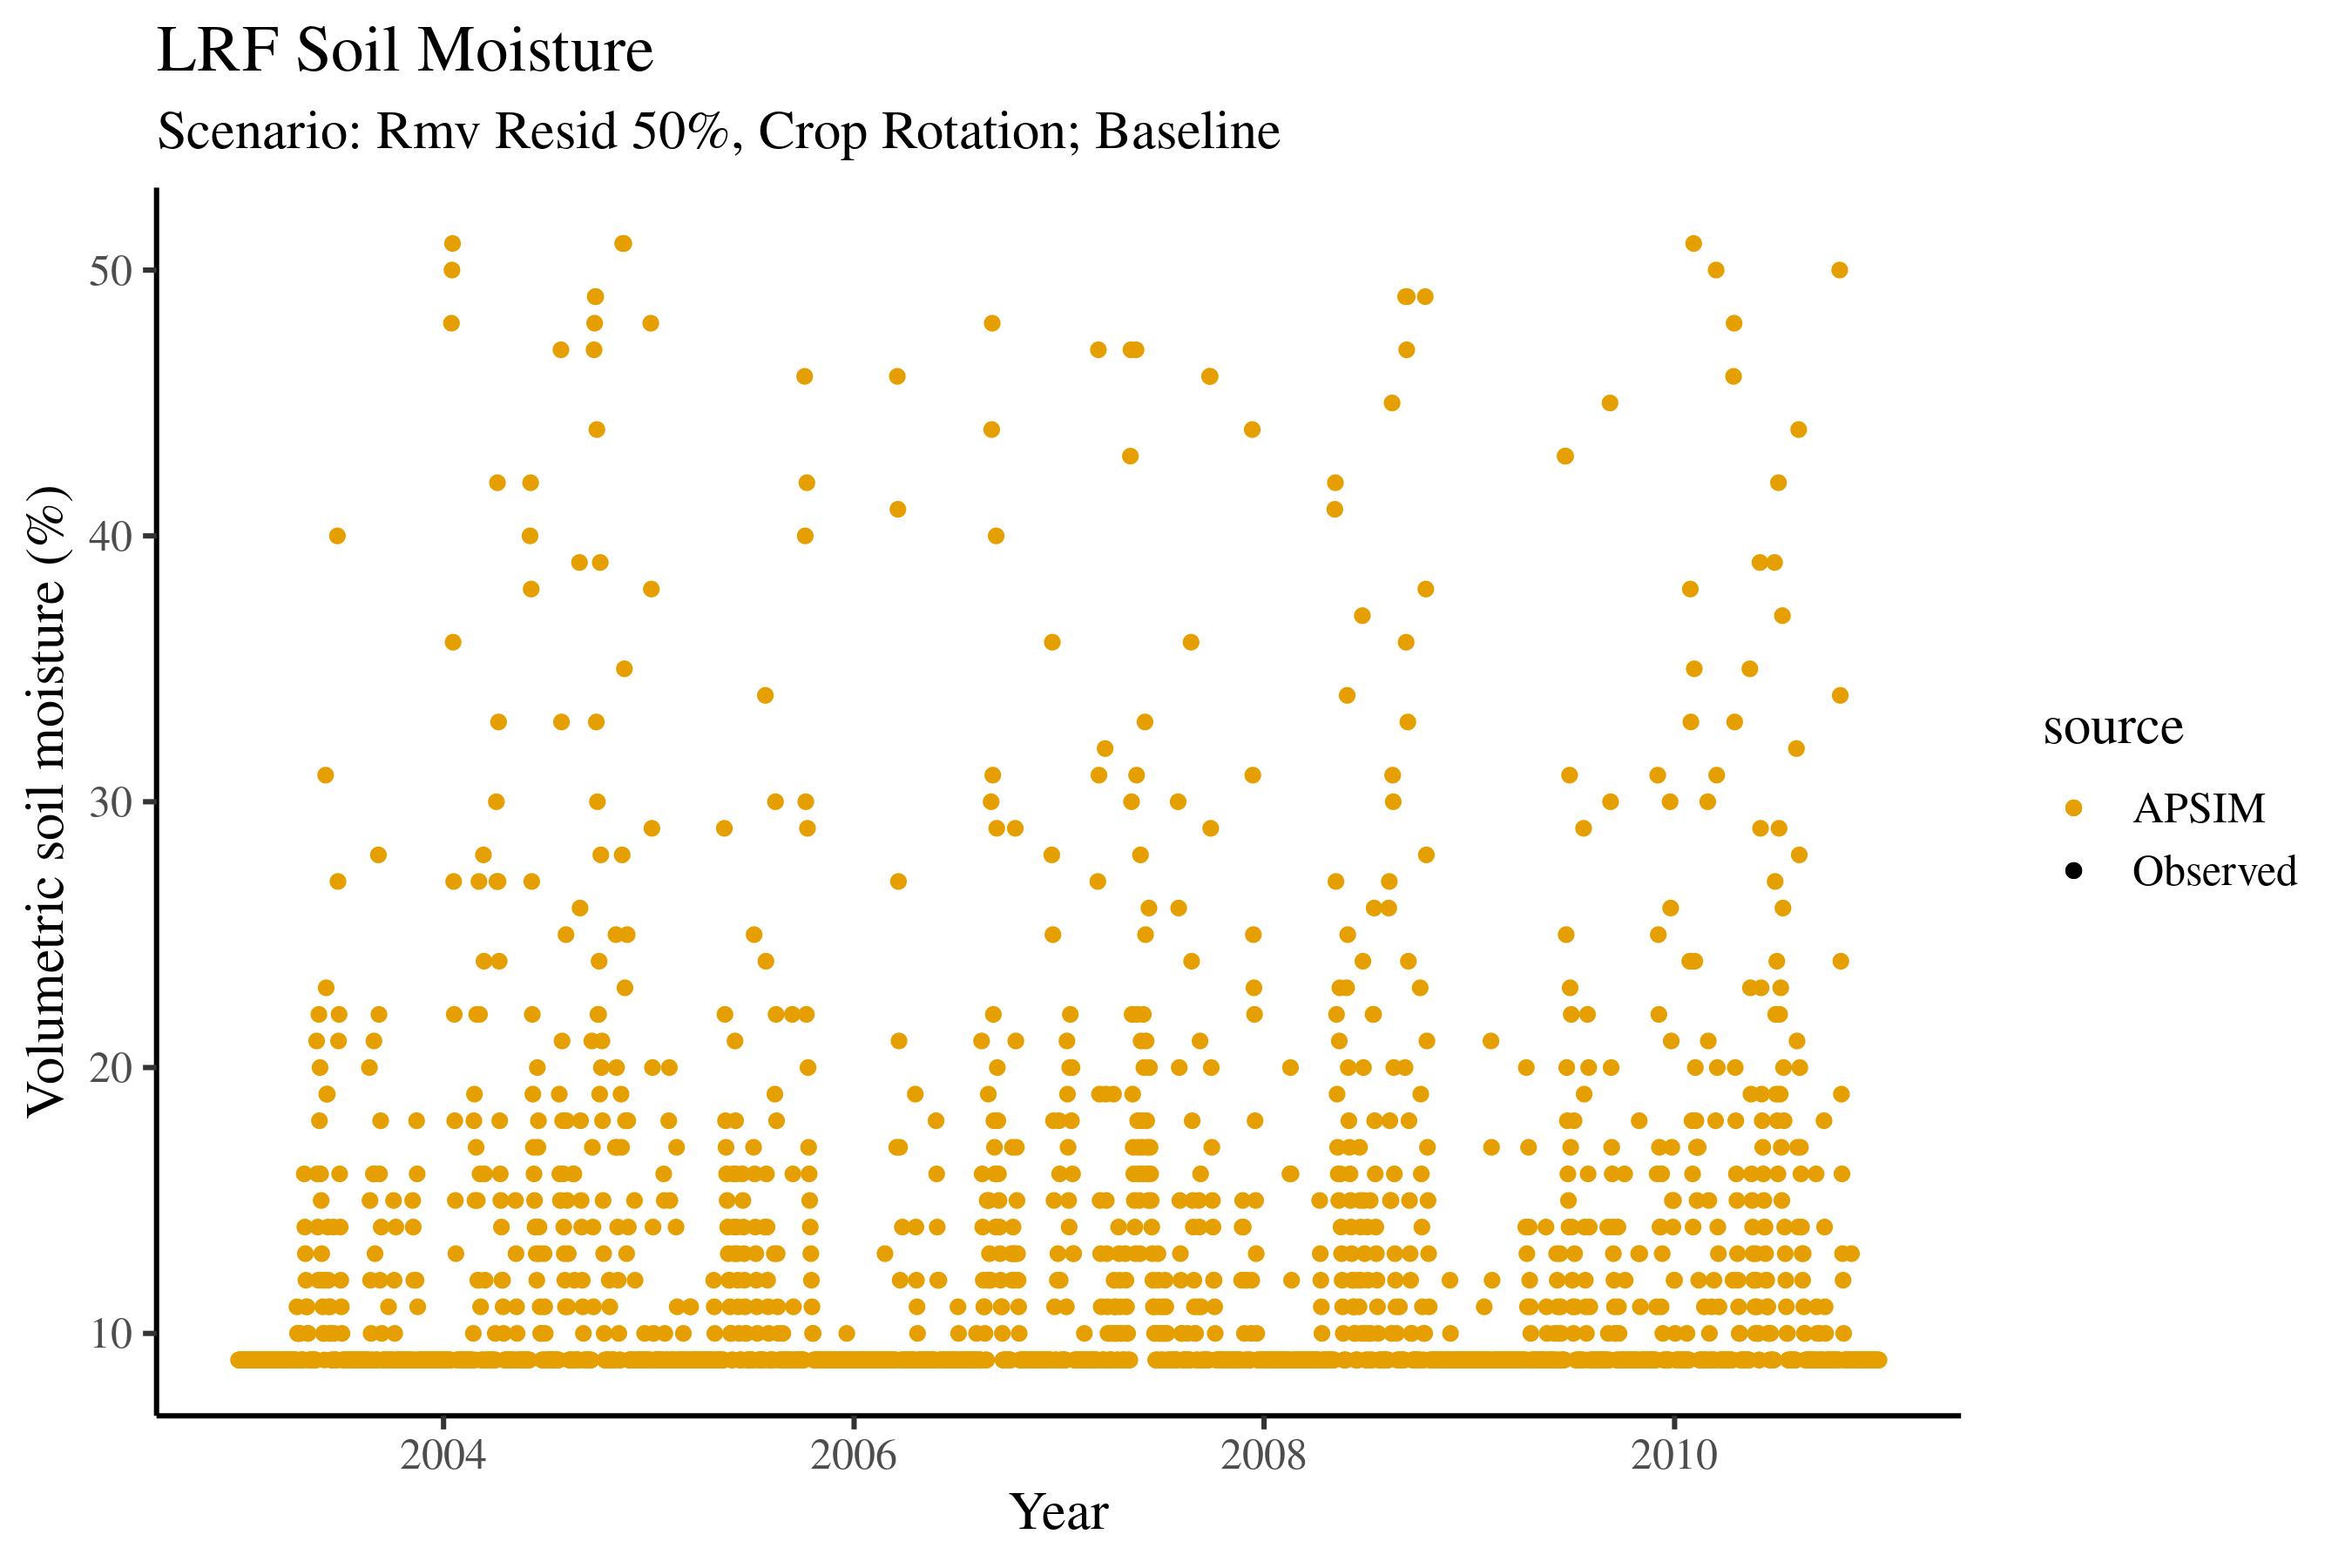 LRF Soil Moisture
Scenario: Rmv Resid 50%, Crop Rotation; Baseline
Volumetric soil moisture (%)
50
40
30
20
10
2004
2006
2008
2010
Year
source
APSIM
Observed